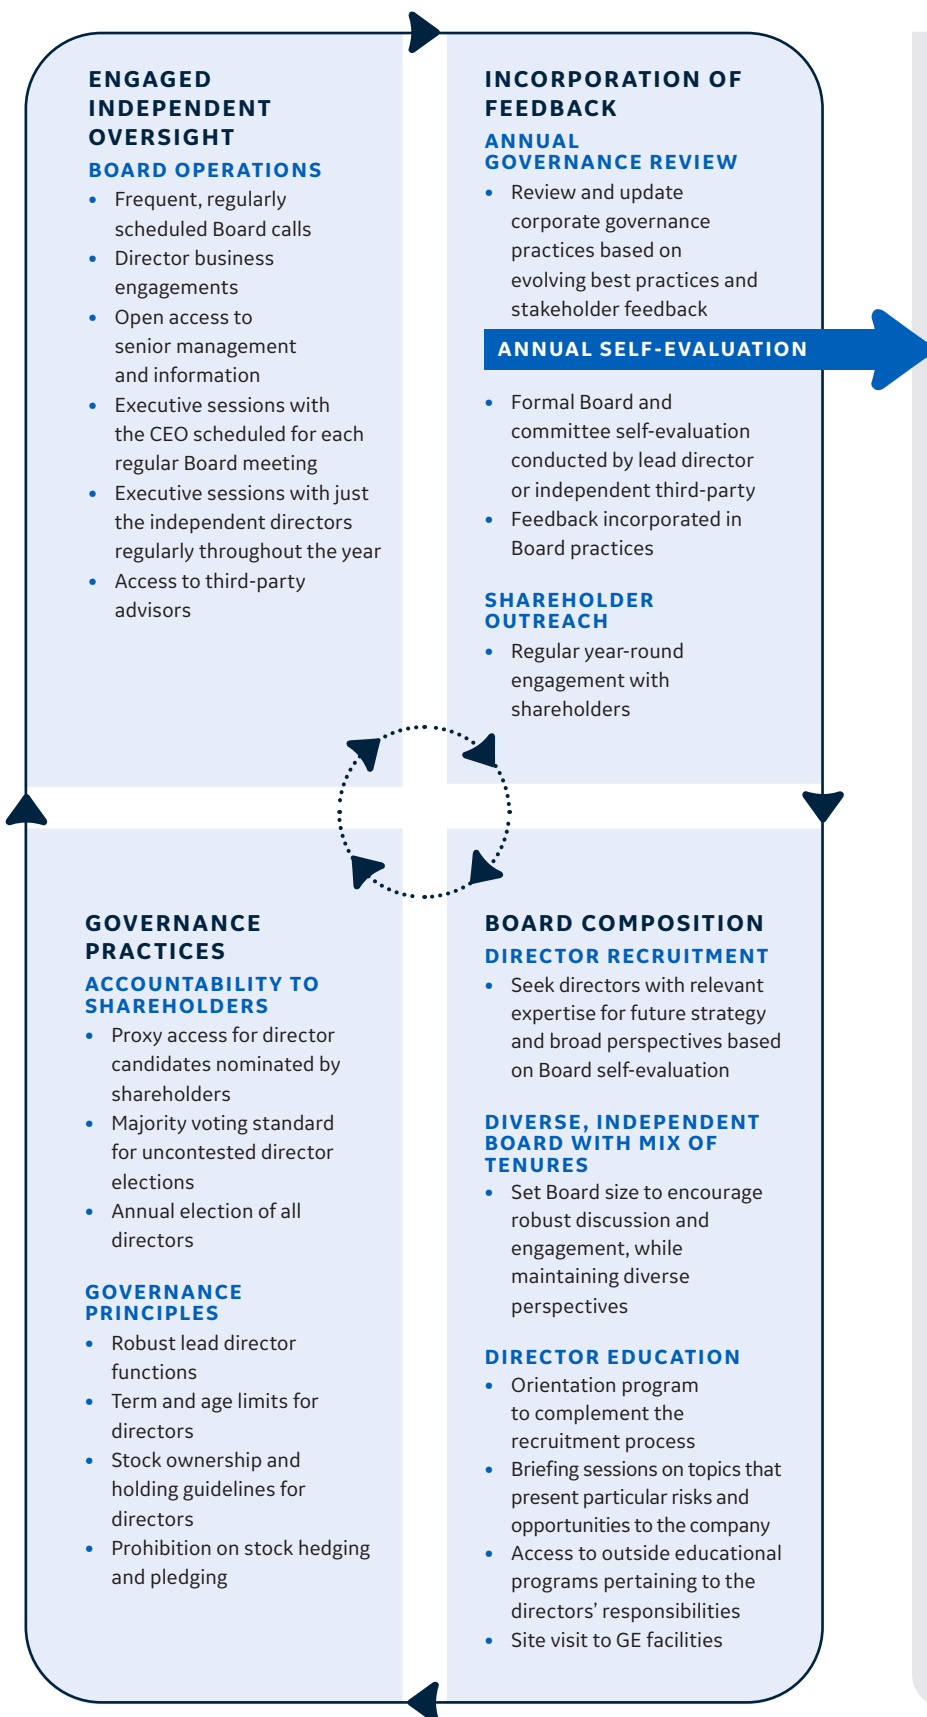 ENGAGED
INDEPENDENT
OVERSIGHT
BOARD OPERATIONS
• Frequent, regularly
scheduled Board calls
• Director business
engagements
• Open access to
senior management
and information
• Executive sessions with
the CEO scheduled for each
regular Board meeting
• Executive sessions with just
the independent directors
regularly throughout the year
• Access to third-party
advisors
INCORPORATION OF
FEEDBACK
ANNUAL
GOVERNANCE REVIEW
• Review and update
corporate governance
practices based on
evolving best practices and
stakeholder feedback
ANNUAL SELF-EVALUATION
• Formal Board and
committee self-evaluation
conducted by lead director
or independent third-party
• Feedback incorporated in
Board practices
SHAREHOLDER
OUTREACH
• Regular year-round
engagement with
shareholders
GOVERNANCE
PRACTICES
ACCOUNTABILITY TO
SHAREHOLDERS
• Proxy access for director
candidates nominated by
shareholders
• Majority voting standard
for uncontested director
elections
• Annual election of all
directors
GOVERNANCE
PRINCIPLES
• Robust lead director
functions
• Term and age limits for
directors
• Stock ownership and
holding guidelines for
directors
• Prohibition on stock hedging
and pledging
BOARD COMPOSITION
DIRECTOR RECRUITMENT
• Seek directors with relevant
expertise for future strategy
and broad perspectives based
on Board self-evaluation
DIVERSE, INDEPENDENT
BOARD WITH MIX OF
TENURES
• Set Board size to encourage
robust discussion and
engagement, while
maintaining diverse
perspectives
DIRECTOR EDUCATION
• Orientation program
to complement the
recruitment process
• Briefing sessions on topics that
present particular risks and
opportunities to the company
• Access to outside educational
programs pertaining to the
directors’ responsibilities
• Site visit to GE facilities